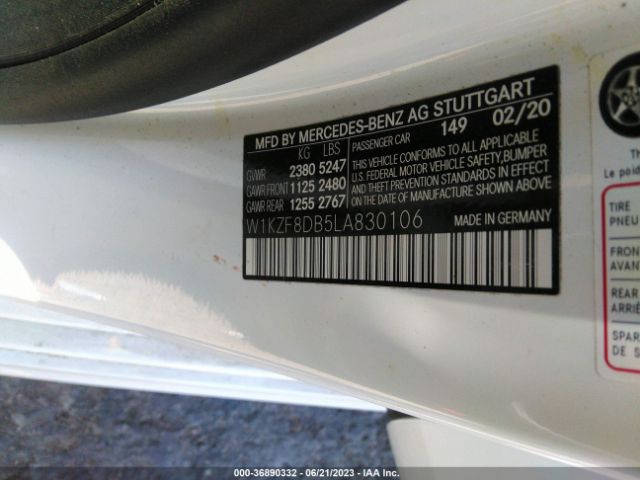 MFD BY MERCEDES-BENZ AG STUTTGART
KG LBS
GVWR 2380 5247
GAWR FRONT 1125 2480
GAWR REAR 1255 2767
PASSENGER CAR 149 02/20
THIS VEHICLE CONFORMS TO ALL APPLICABLE
U.S. FEDERAL MOTOR VEHICLE SAFETY, BUMPER
AND THEFT PREVENTION STANDARDS IN EFFECT
ON THE DATE OF MANUFACTURE SHOWN ABOVE.
W1KZF8DB5LA830106 MADE IN GERMANY
Th
Le poid
TIRE
PNEU
FRON
AVAN
REAR
ARRIÈ
SPAR
DE S
000-36890332 - 06/21/2023 - IAA Inc.